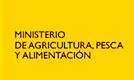 MINISTERIO
DE AGRICULTURA, PESCA
Y ALIMENTACIÓN